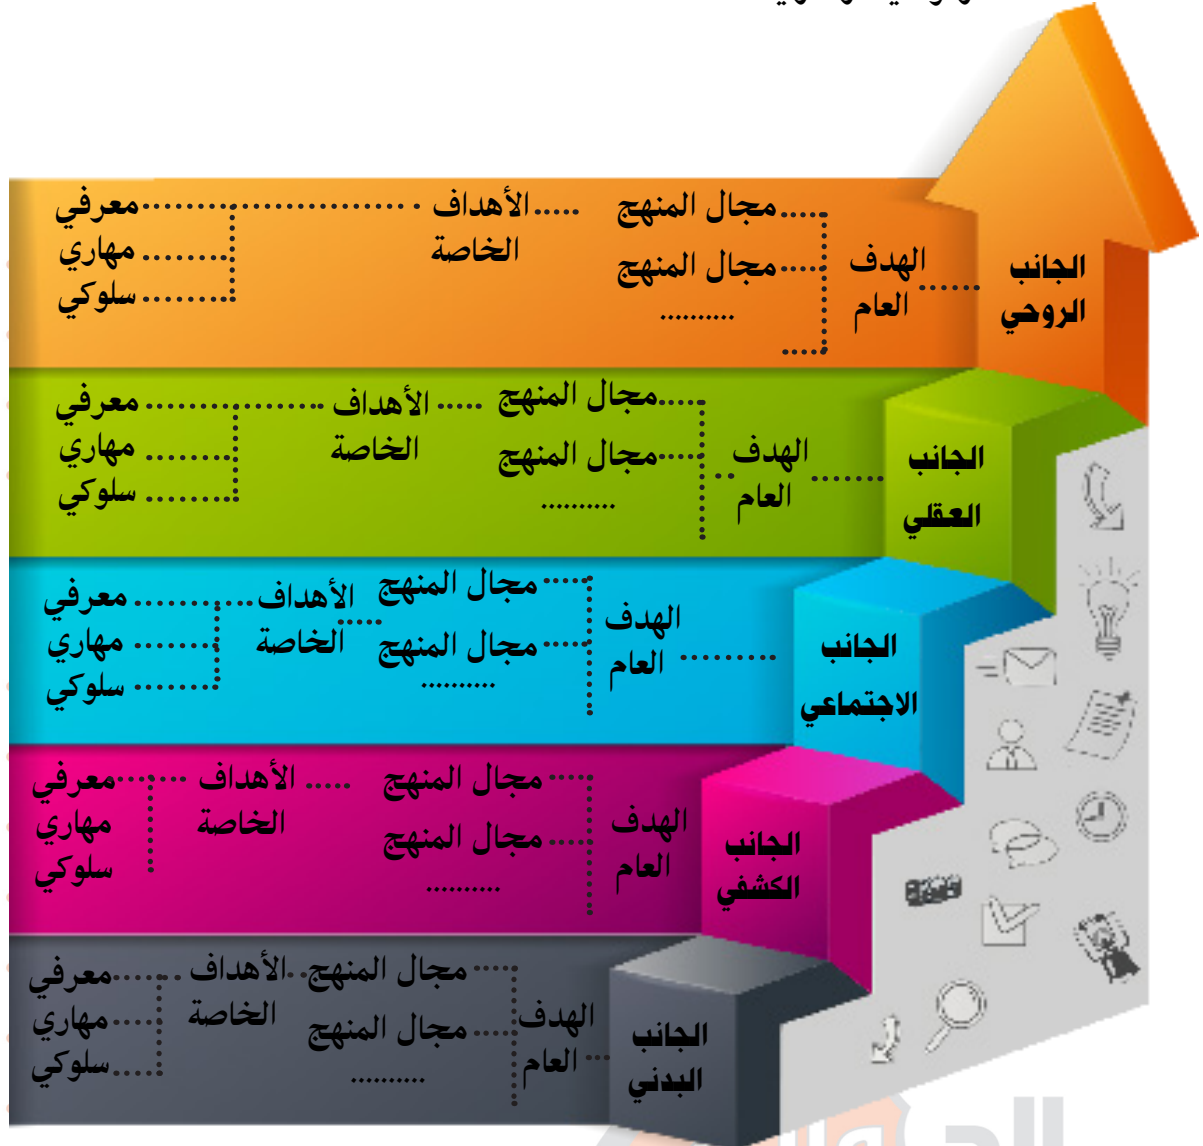 الجانب
الروحي
الهدف
العام
.....مجال المنهج
.....مجال المنهج
..........
.....الأهداف
الخاصة
معرفي
مهاري
سلوكي
الجانب
العقلي
الهدف
العام
.....مجال المنهج
.....مجال المنهج
..........
.....الأهداف
الخاصة
معرفي
مهاري
سلوكي
الجانب
الاجتماعي
الهدف
العام
.....مجال المنهج
.....مجال المنهج
..........
الأهداف
الخاصة
معرفي
مهاري
سلوكي
الجانب
الكشفي
الهدف
العام
.....مجال المنهج
.....مجال المنهج
..........
.....الأهداف
الخاصة
معرفي
مهاري
سلوكي
الجانب
البدني
الهدف
العام
.....مجال المنهج
.....مجال المنهج
..........
الأهداف
الخاصة
معرفي
مهاري
سلوكي